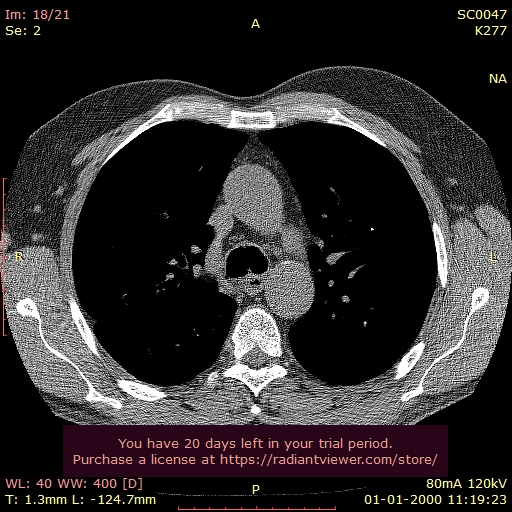 Im: 18/21
SC0047
Se: 2
A
K277
NA
R
L
You have 20 days left in your trial period.
Purchase a license at https://radiantviewer.com/store/
WL: 40 WW: 400 [D]
P
80mA 120kV
T: 1.3mm L: -124.7mm
01-01-2000 11:19:23